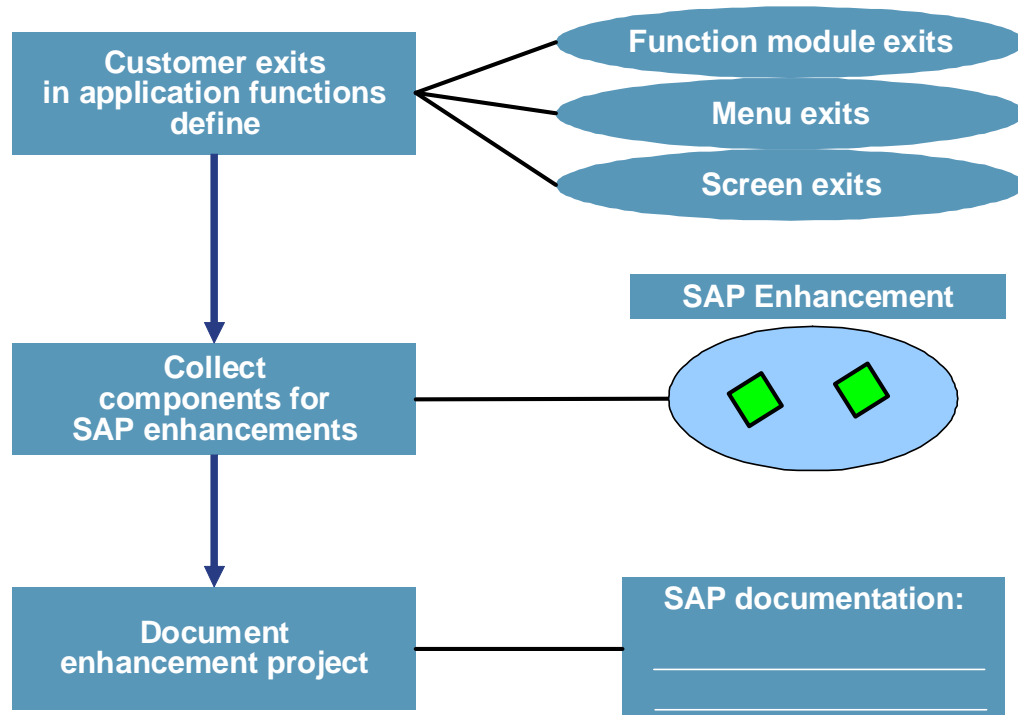 Customer exits
in application functions
define
Function module exits
Menu exits
Screen exits
SAP Enhancement
Collect
components for
SAP enhancements
Document
enhancement project
SAP documentation: